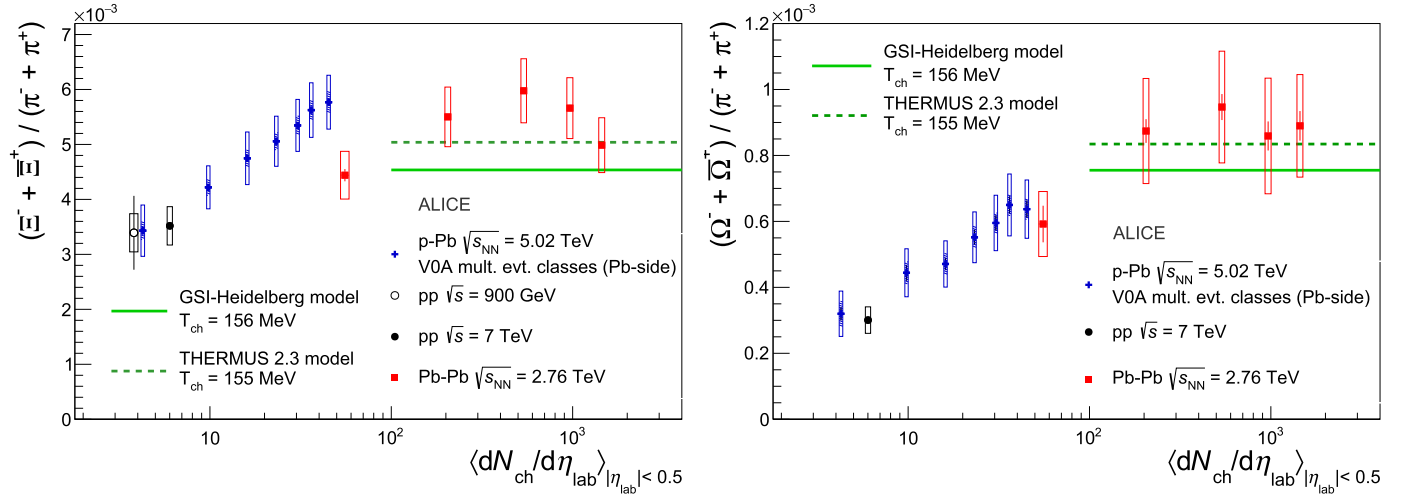 ×10⁻³
(Ξ⁻ + Ξ̅⁺) / (π⁻ + π⁺)
7
6
5
4
3
2
1
0
ALICE
p-Pb √s_NN = 5.02 TeV
V0A mult. evt. classes (Pb-side)
pp √s = 900 GeV
pp √s = 7 TeV
Pb-Pb √s_NN = 2.76 TeV
GSI-Heidelberg model
T_ch = 156 MeV
THERMUS 2.3 model
T_ch = 155 MeV
10 10² 10³
⟨dN_ch/dη_lab⟩_|η_lab|< 0.5
×10⁻³
(Ω⁻ + Ω̅⁺) / (π⁻ + π⁺)
1.2
1
0.8
0.6
0.4
0.2
0
GSI-Heidelberg model
T_ch = 156 MeV
THERMUS 2.3 model
T_ch = 155 MeV
ALICE
p-Pb √s_NN = 5.02 TeV
V0A mult. evt. classes (Pb-side)
pp √s = 7 TeV
Pb-Pb √s_NN = 2.76 TeV
10 10² 10³
⟨dN_ch/dη_lab⟩_|η_lab|< 0.5